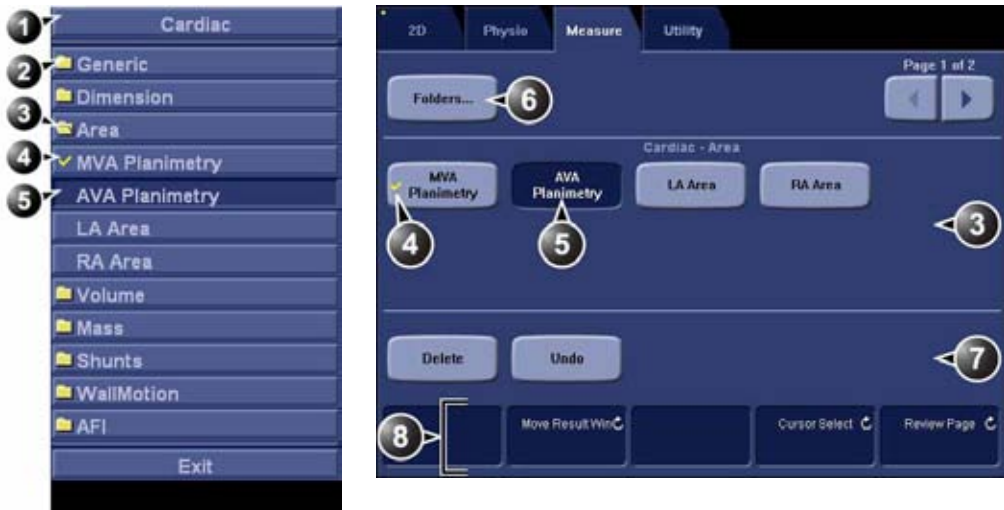 1 Cardiac
2 Generic
Dimension
3 Area
4 MVA Planimetry
5 AVA Planimetry
LA Area
RA Area
Volume
Mass
Shunts
WallMotion
AFI
Exit
2D Physio Measure Utility
Page 1 of 2
Folders... 6
Cardiac - Area
MVA Planimetry
AVA Planimetry
LA Area
RA Area
4 5 3
Delete Undo 7
8 Move Result Win Cursor Select Review Page